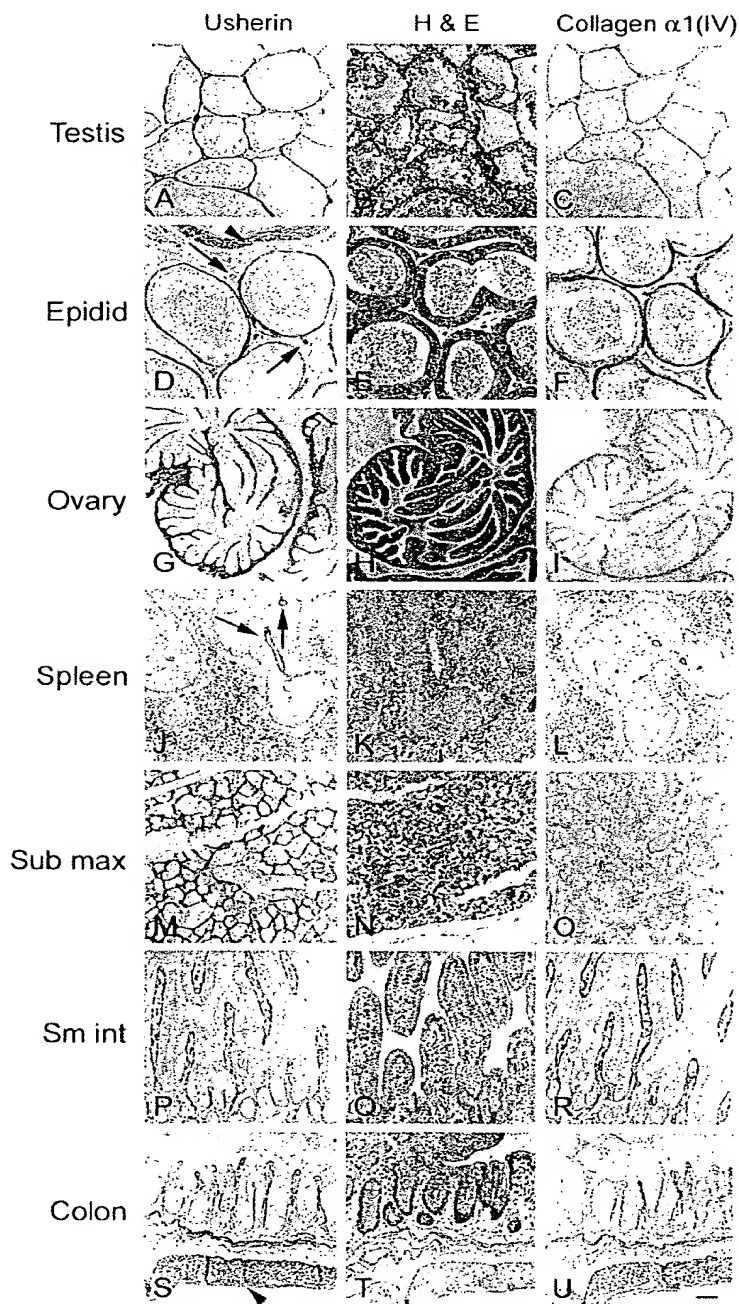 Usherin H & E Collagen α1(IV)
Testis
A B C
Epidid
D E F
Ovary
G H I
Spleen
J K L
Sub max
M N O
Sm int
P Q R
Colon
S T U